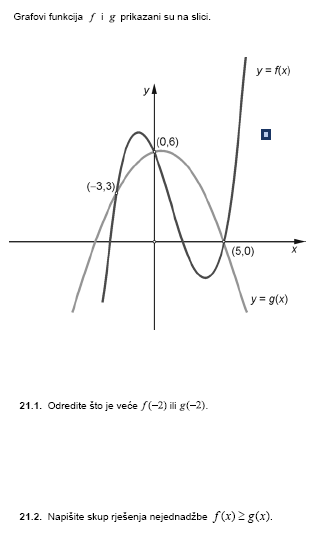 Grafovi funkcija f i g prikazani su na slici.
y = f(x)
y
(0,6)
(−3,3)
(5,0)
x
y = g(x)
21.1. Odredite što je veće f(−2) ili g(−2).
21.2. Napišite skup rješenja nejednadžbe f(x) ≥ g(x).